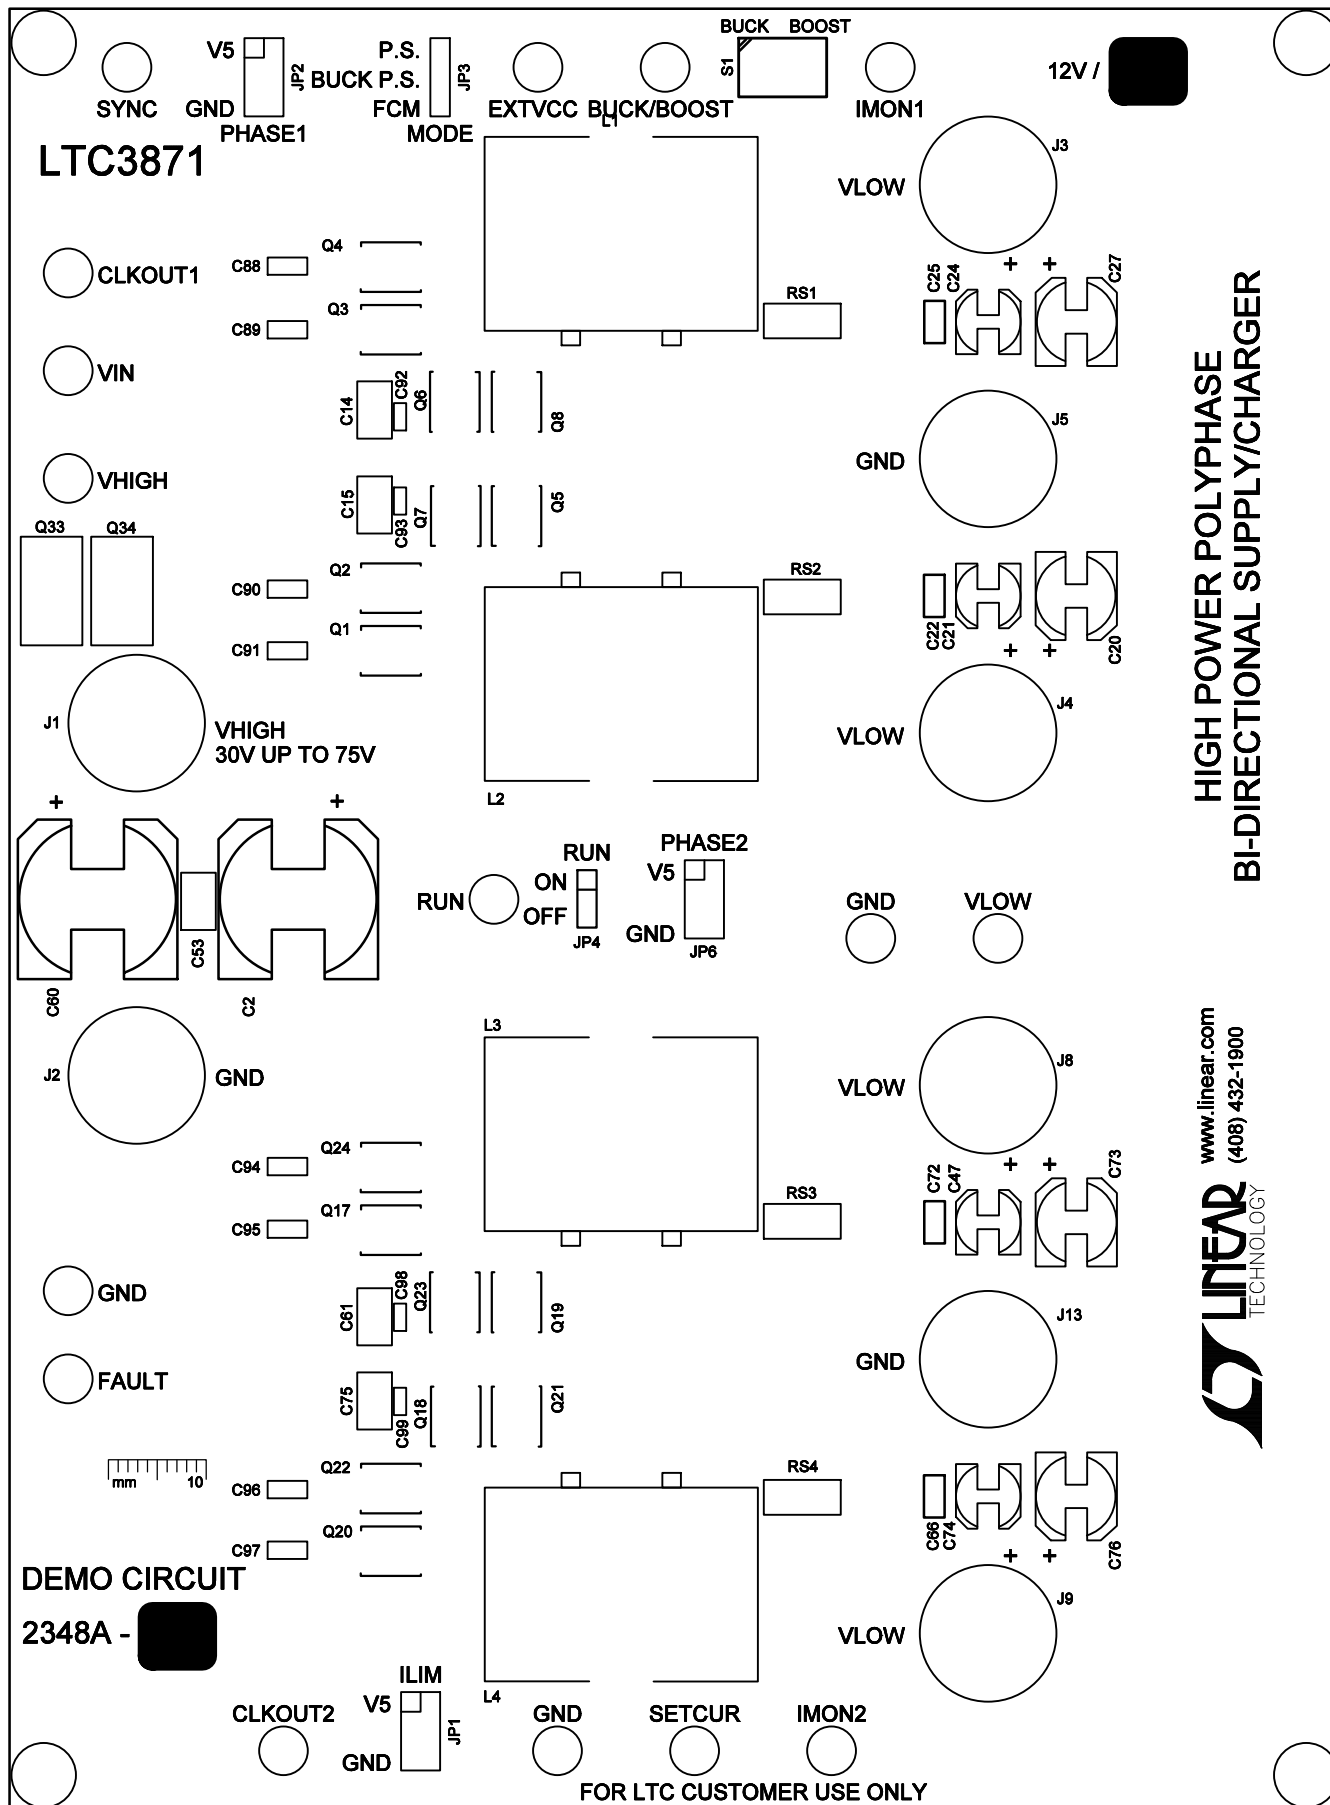 BUCK BOOST
S1
V5
JP2
GND
PHASE1
P.S.
BUCK P.S.
FCM
JP3
MODE
SYNC
EXTVCC
BUCK/BOOST
IMON1
12V /
LTC3871
L1
J3
VLOW
CLKOUT1
C88
Q4
C89
Q3
RS1
C25
C24
+ +
C27
VIN
C14
C92
Q6
Q8
J5
GND
VHIGH
C15
C93
Q7
Q5
Q33
Q34
C90
Q2
C91
Q1
RS2
C22
C21
+ +
C20
HIGH POWER POLYPHASE
BI-DIRECTIONAL SUPPLY/CHARGER
J1
VHIGH
30V UP TO 75V
L2
J4
VLOW
+
+
C60
C53
C2
RUN
RUN
ON
OFF
JP4
PHASE2
V5
GND
JP6
GND
VLOW
J2
GND
L3
J8
VLOW
www.linear.com
(408) 432-1900
LINEAR
TECHNOLOGY
C94
Q24
C95
Q17
RS3
C72
C47
+ +
C73
GND
C61
C98
Q23
Q19
J13
GND
FAULT
C75
C99
Q18
Q21
mm 10
C96
Q22
C97
Q20
RS4
C66
C74
+ +
C76
DEMO CIRCUIT
2348A -
L4
J9
VLOW
CLKOUT2
ILIM
V5
GND
JP1
GND
SETCUR
IMON2
FOR LTC CUSTOMER USE ONLY